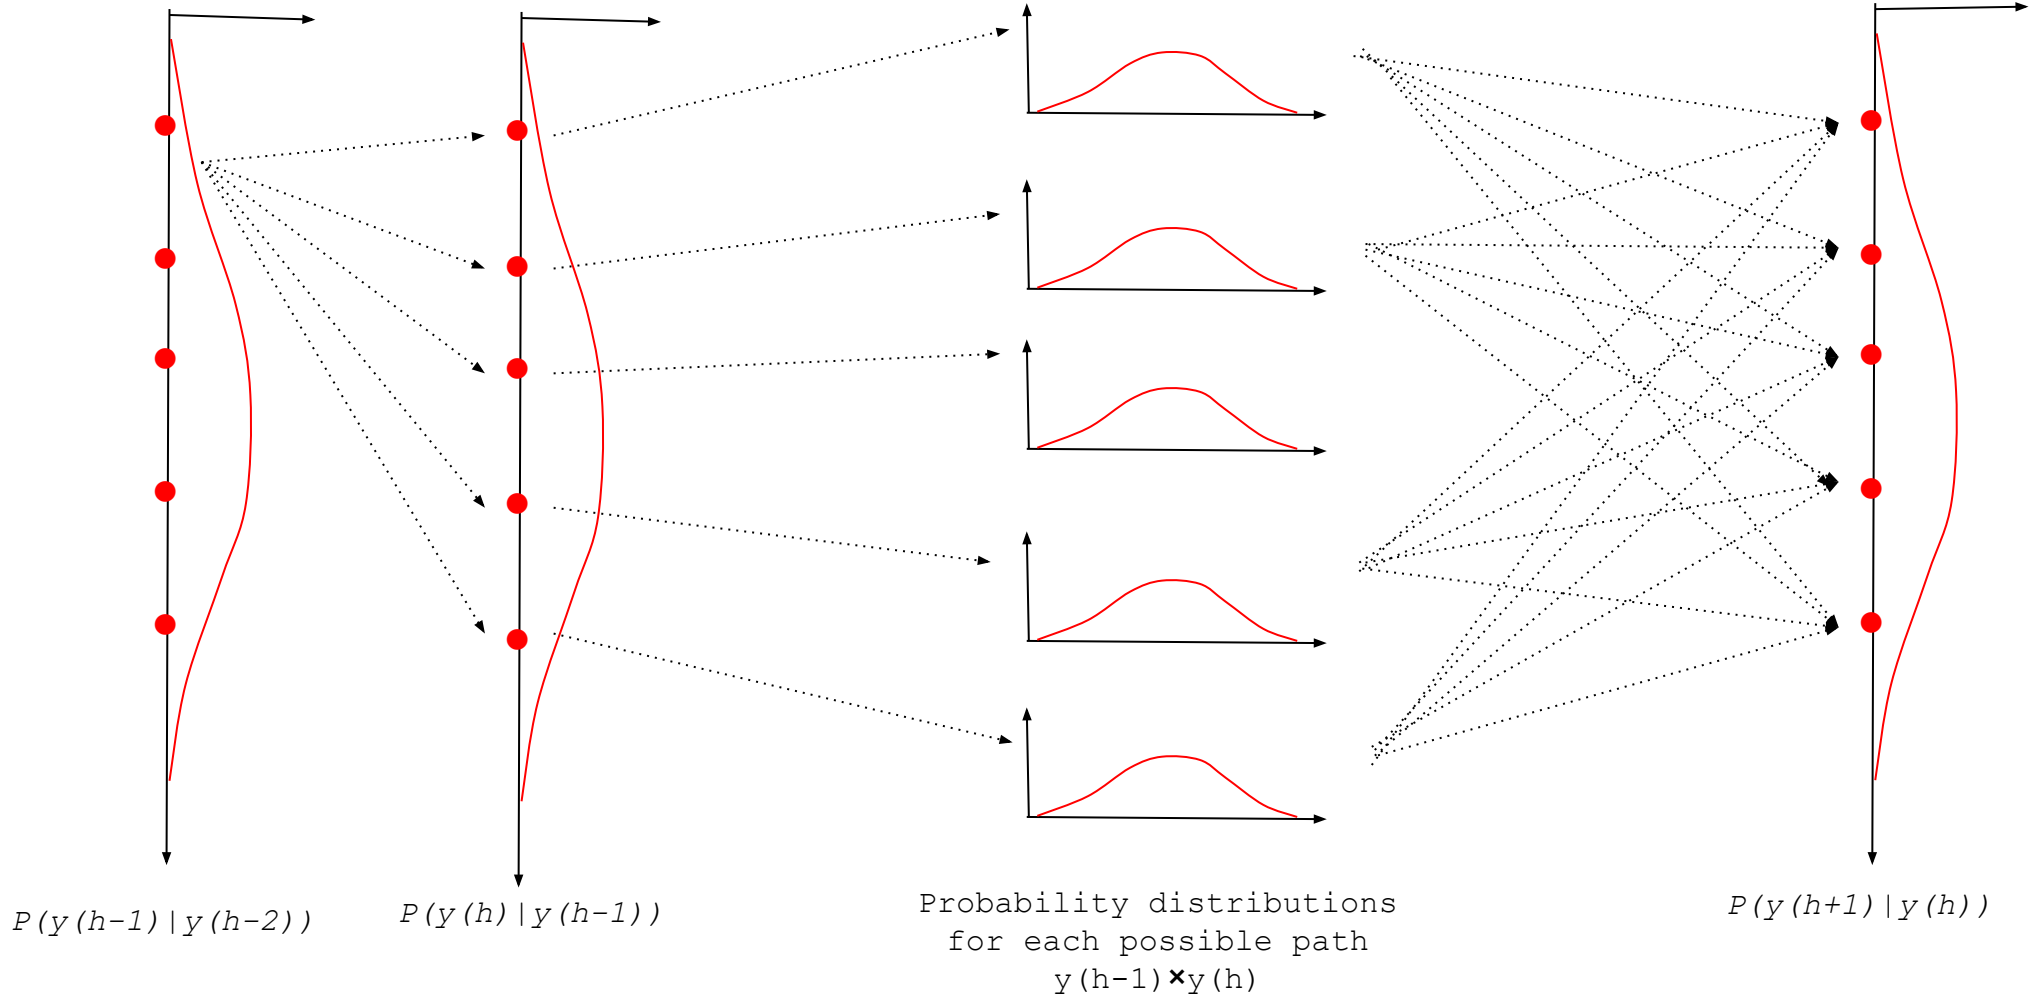 P(y(h-1)|y(h-2))
P(y(h)|y(h-1))
Probability distributions
for each possible path
y(h-1)×y(h)
P(y(h+1)|y(h))